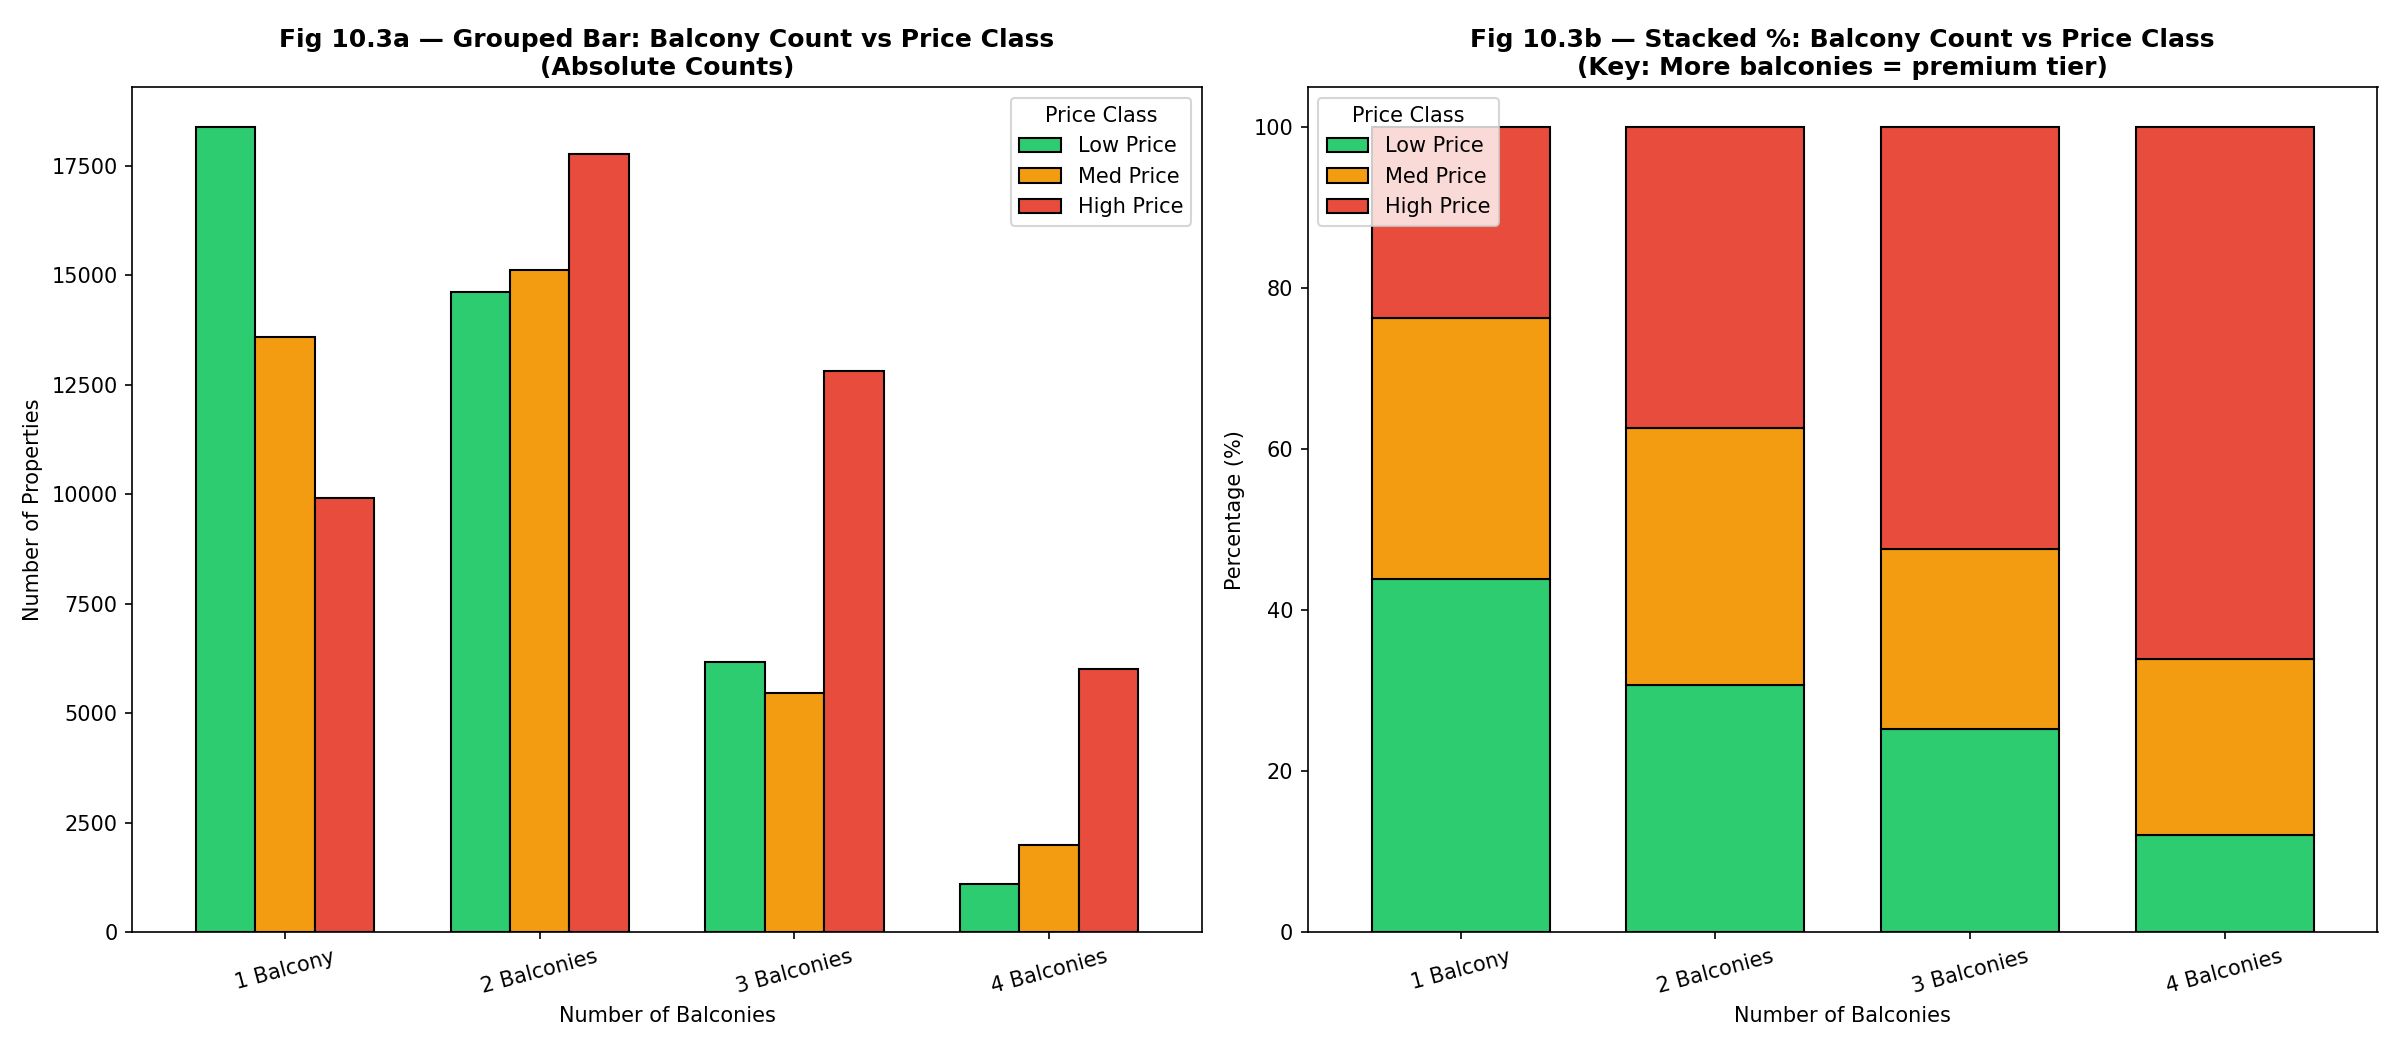 Fig 10.3a — Grouped Bar: Balcony Count vs Price Class
(Absolute Counts)
Number of Properties
17500
15000
12500
10000
7500
5000
2500
0
Price Class
Low Price
Med Price
High Price
1 Balcony
2 Balconies
3 Balconies
4 Balconies
Number of Balconies
Fig 10.3b — Stacked %: Balcony Count vs Price Class
(Key: More balconies = premium tier)
Percentage (%)
100
80
60
40
20
0
Price Class
Low Price
Med Price
High Price
1 Balcony
2 Balconies
3 Balconies
4 Balconies
Number of Balconies